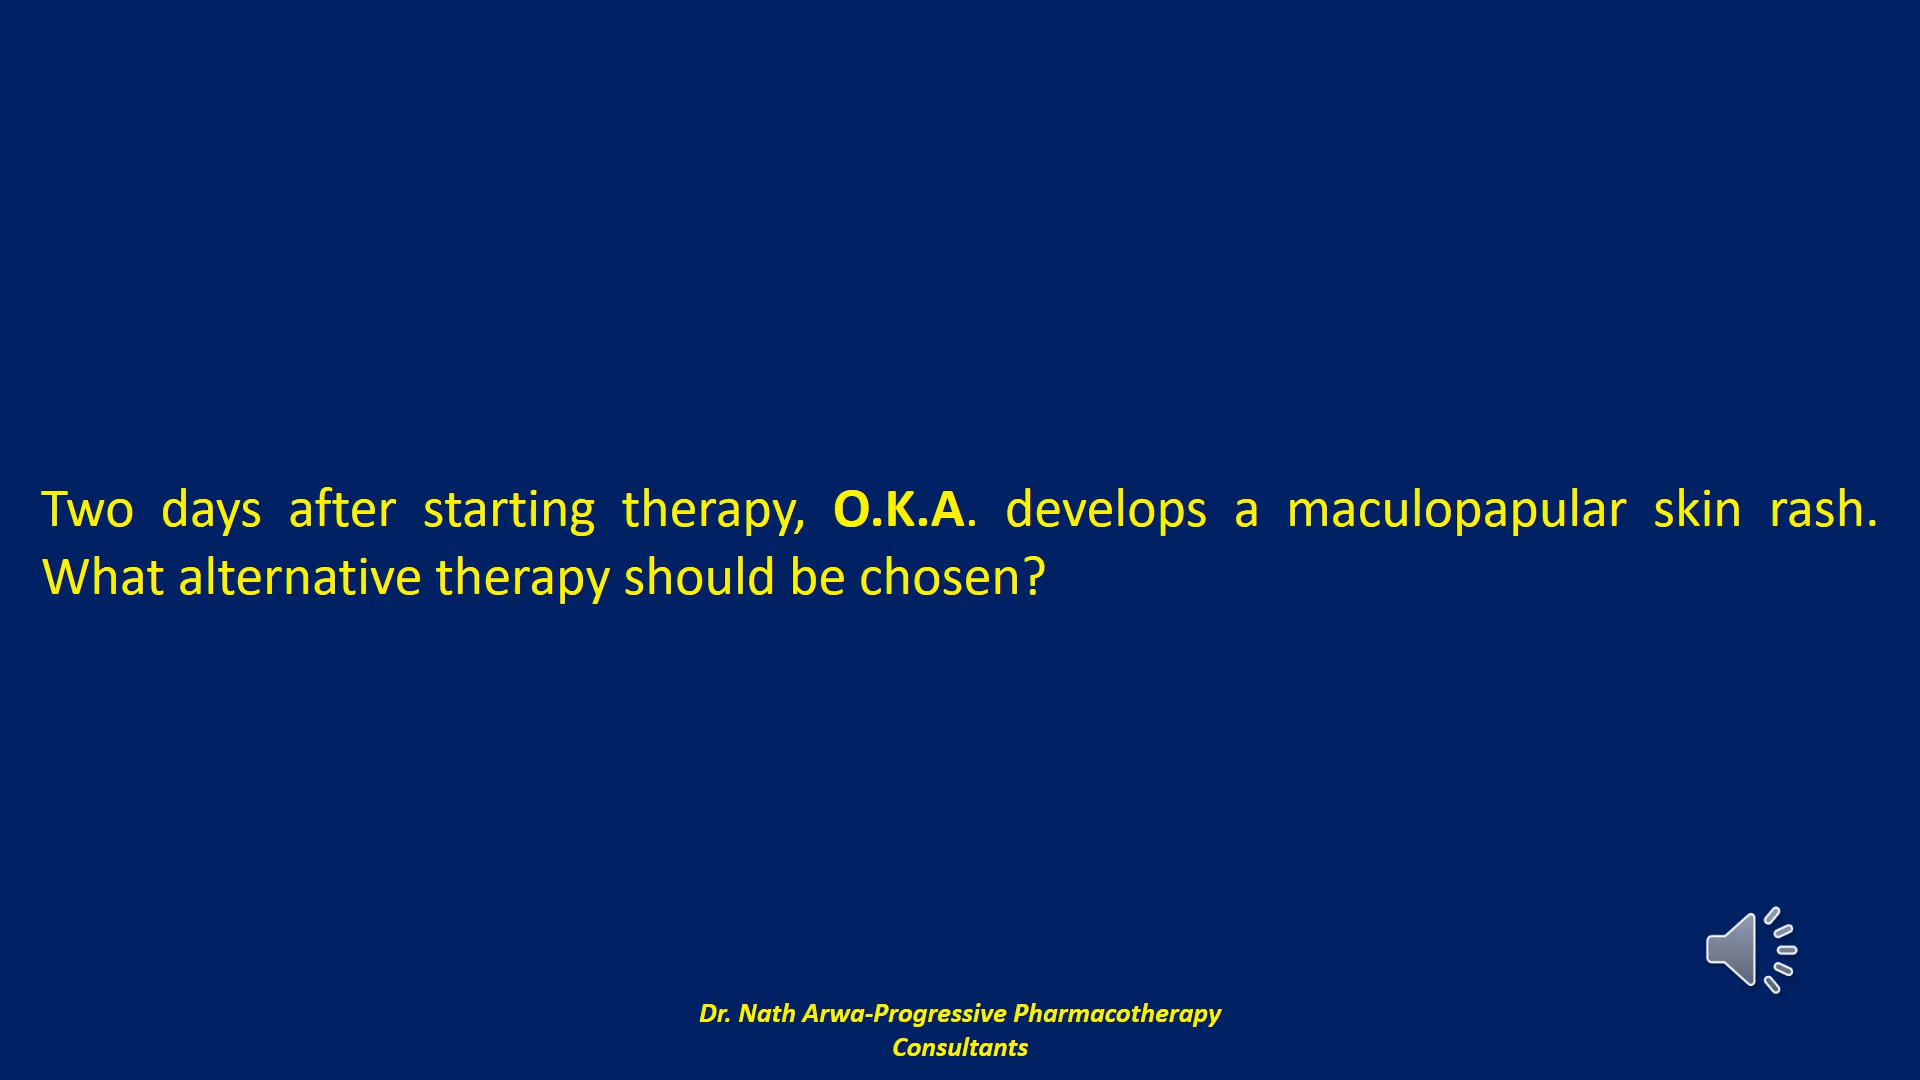 Two days after starting therapy, O.K.A. develops a maculopapular skin rash.
What alternative therapy should be chosen?
Dr. Nath Arwa-Progressive Pharmacotherapy
Consultants